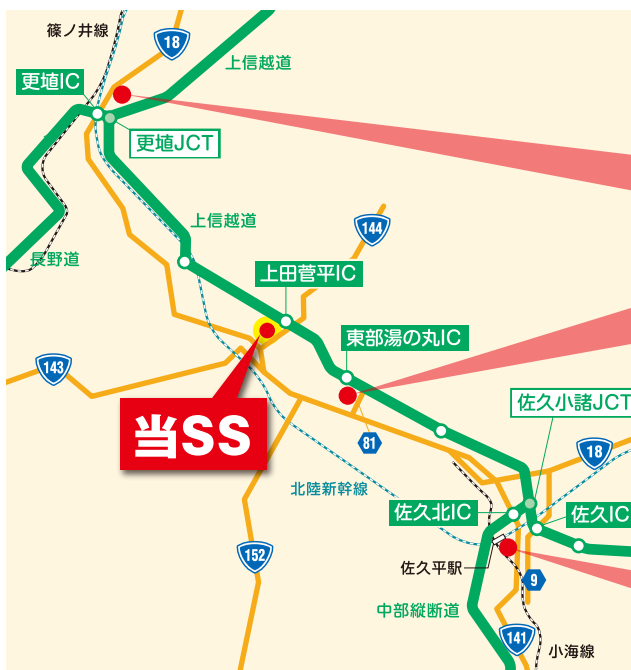 篠ノ井線
18
上信越道
更埴IC
更埴JCT
上信越道
144
長野道
上田菅平IC
東部湯の丸IC
143
佐久小諸JCT
当SS
81
18
北陸新幹線
佐久北IC
佐久IC
152
佐久平駅
9
中部縦断道
141
小海線